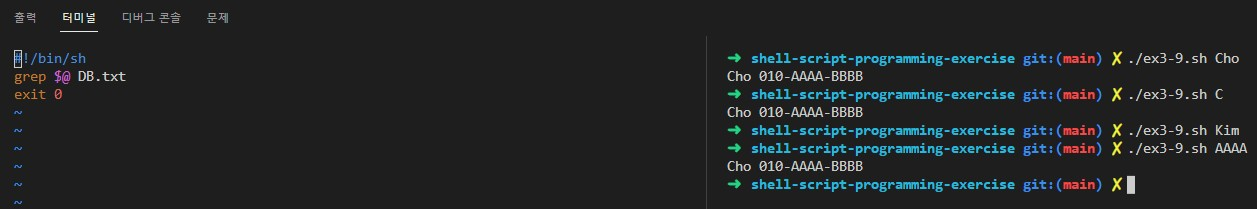 출력 터미널 디버그 콘솔 문제
#!/bin/sh
grep $@ DB.txt
exit 0
~
~
~
~
~
~
➜ shell-script-programming-exercise git:(main) ✗ ./ex3-9.sh Cho
Cho 010-AAAA-BBBB
➜ shell-script-programming-exercise git:(main) ✗ ./ex3-9.sh C
Cho 010-AAAA-BBBB
➜ shell-script-programming-exercise git:(main) ✗ ./ex3-9.sh Kim
➜ shell-script-programming-exercise git:(main) ✗ ./ex3-9.sh AAAA
Cho 010-AAAA-BBBB
➜ shell-script-programming-exercise git:(main) ✗